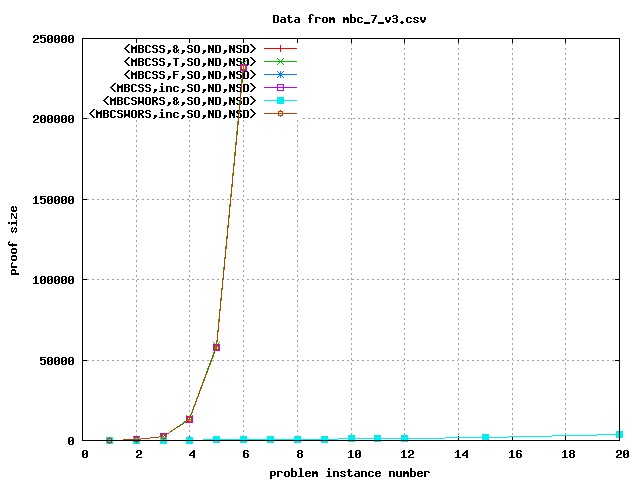 Data from mbc_7_v3.csv
250000
200000
150000
100000
50000
0
proof size
<MBCSS,&,SO,ND,NSD>
<MBCSS,T,SO,ND,NSD>
<MBCSS,F,SO,ND,NSD>
<MBCSS,inc,SO,ND,NSD>
<MBCSWORS,&,SO,ND,NSD>
<MBCSWORS,inc,SO,ND,NSD>
0 2 4 6 8 10 12 14 16 18 20
problem instance number